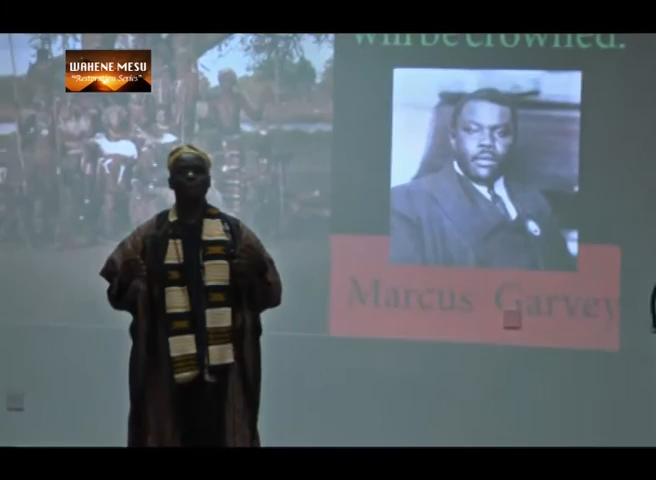 will be crowned.
WAHENE MESU
"Restoration Series"
Marcus Garvey